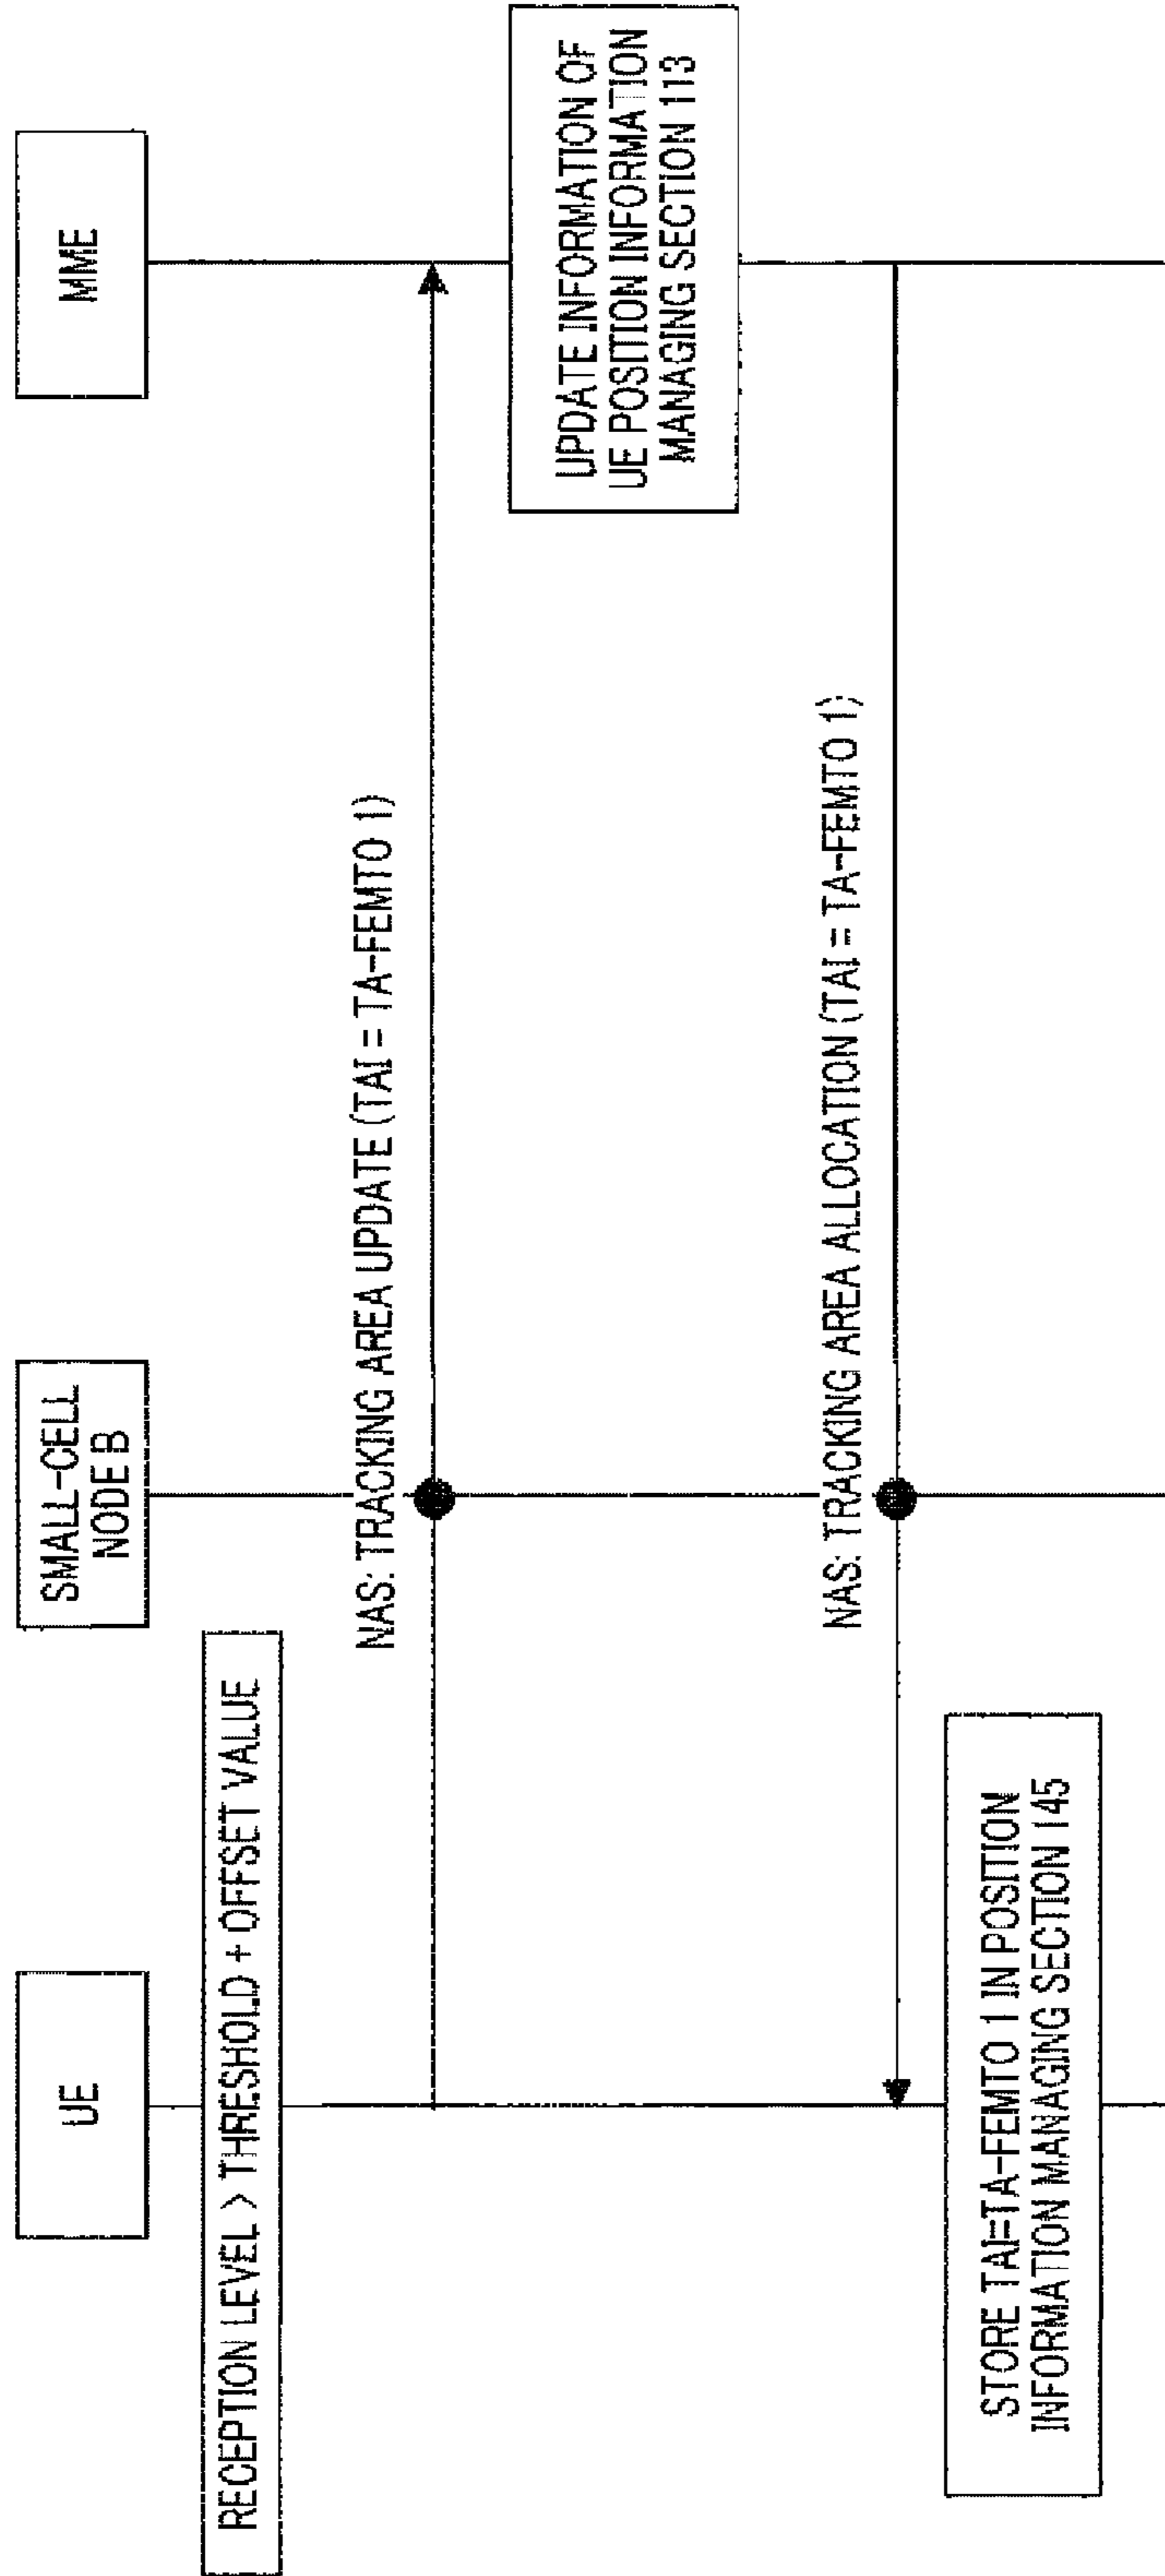 UE
SMALL-CELL
NODE B
MME
RECEPTION LEVEL > THRESHOLD + OFFSET VALUE
NAS: TRACKING AREA UPDATE (TAI = TA-FEMTO 1)
UPDATE INFORMATION OF
UE POSITION INFORMATION
MANAGING SECTION 113
NAS: TRACKING AREA ALLOCATION (TAI = TA-FEMTO 1)
STORE TAI=TA-FEMTO 1 IN POSITION
INFORMATION MANAGING SECTION 145